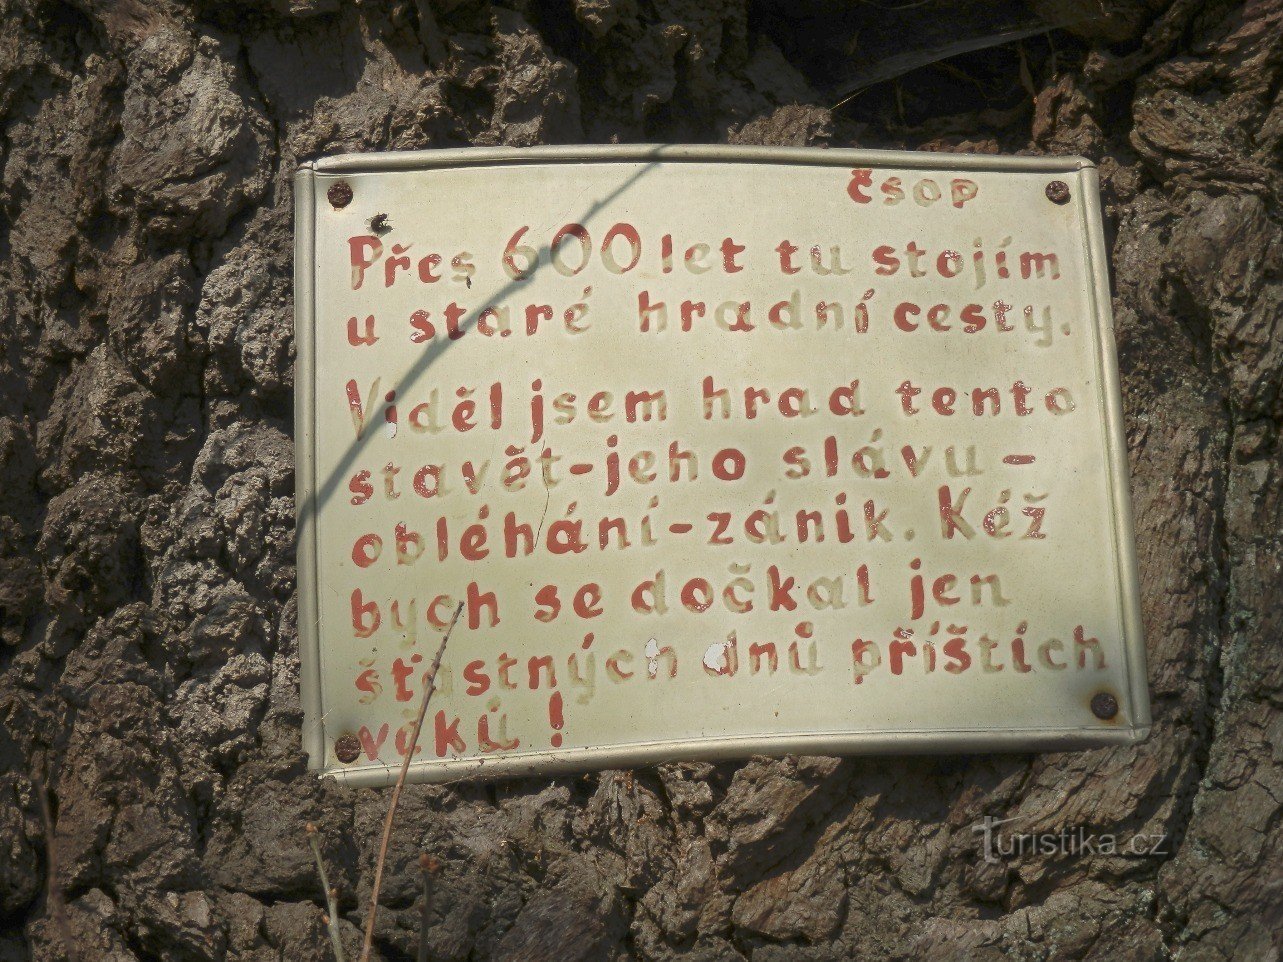 ČSOP
Přes 600 let tu stojím
u staré hradní cesty.
Viděl jsem hrad tento
stavět-jeho slávu-
obléhání-zánik. Kéž
bych se dočkal jen
šťastných dnů příštích
věků!
Turistika.cz